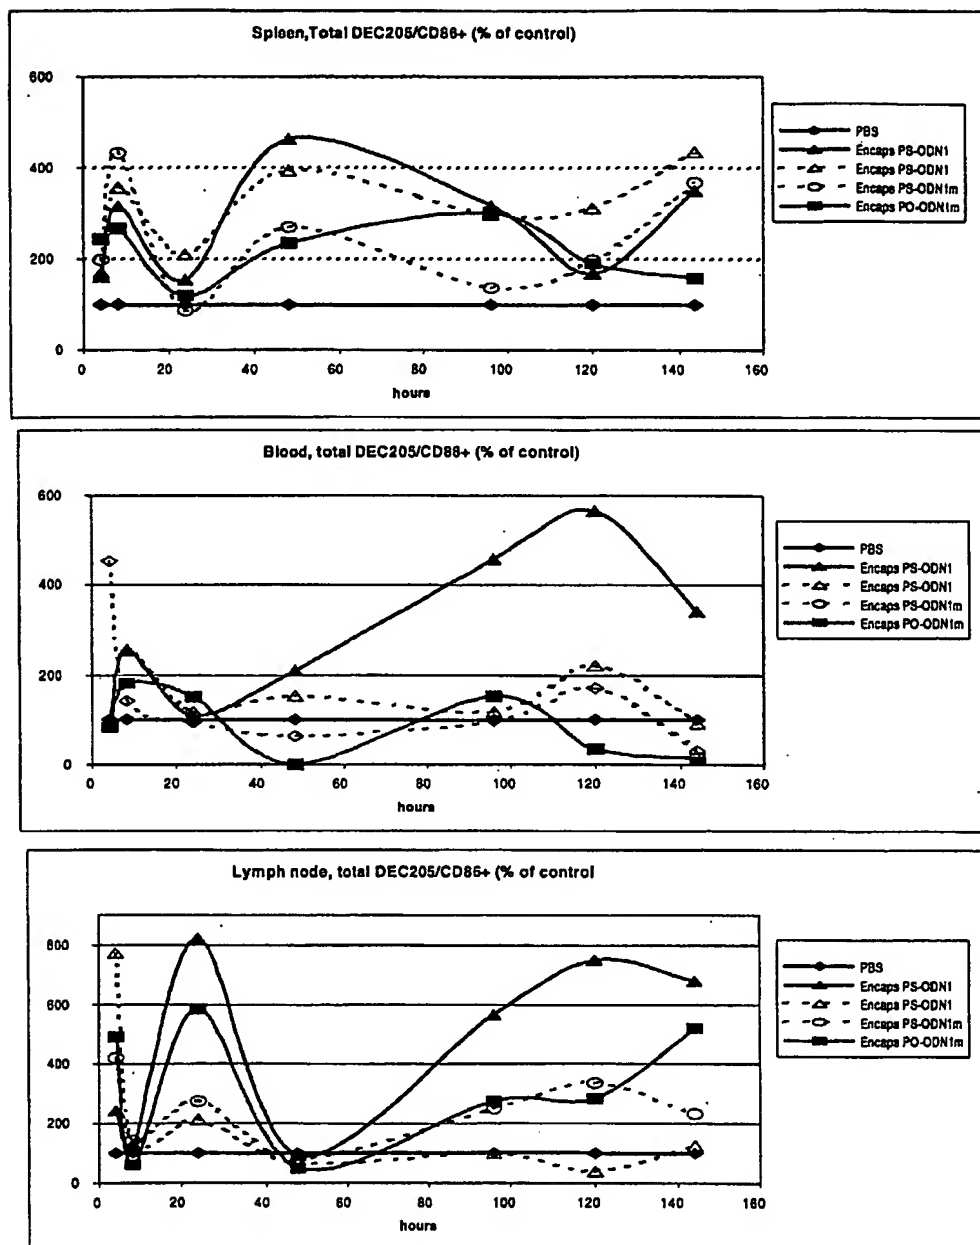 Spleen,Total DEC205/CD86+ (% of control)
600
400
200
0
0 20 40 60 80 100 120 140 160
hours
PBS
Encaps PS-ODN1
Encaps PS-ODN1
Encaps PS-ODN1m
Encaps PO-ODN1m
Blood, total DEC205/CD86+ (% of control)
600
400
200
0
0 20 40 60 80 100 120 140 160
hours
PBS
Encaps PS-ODN1
Encaps PS-ODN1
Encaps PS-ODN1m
Encaps PO-ODN1m
Lymph node, total DEC205/CD86+ (% of control
800
600
400
200
0
0 20 40 60 80 100 120 140 160
hours
PBS
Encaps PS-ODN1
Encaps PS-ODN1
Encaps PS-ODN1m
Encaps PO-ODN1m